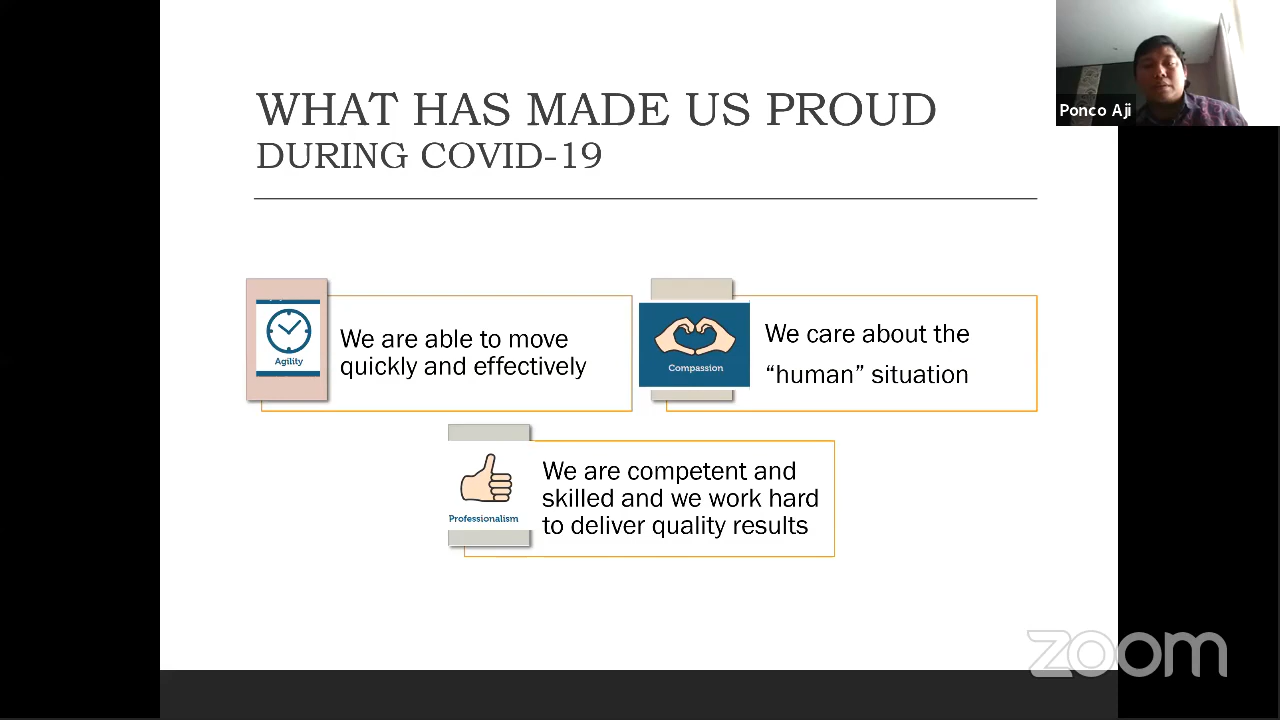 WHAT HAS MADE US PROUD
DURING COVID-19
Ponco Aji
Agility
We are able to move
quickly and effectively
Compassion
We care about the
“human” situation
Professionalism
We are competent and
skilled and we work hard
to deliver quality results
zoom